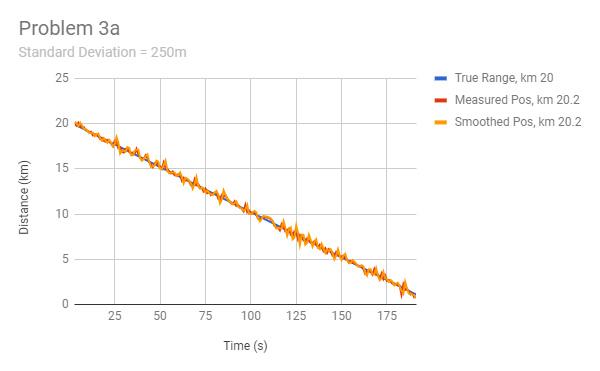 Problem 3a
Standard Deviation = 250m
25
20
15
10
5
0
Distance (km)
25
50
75
100
125
150
175
Time (s)
True Range, km 20
Measured Pos, km 20.2
Smoothed Pos, km 20.2